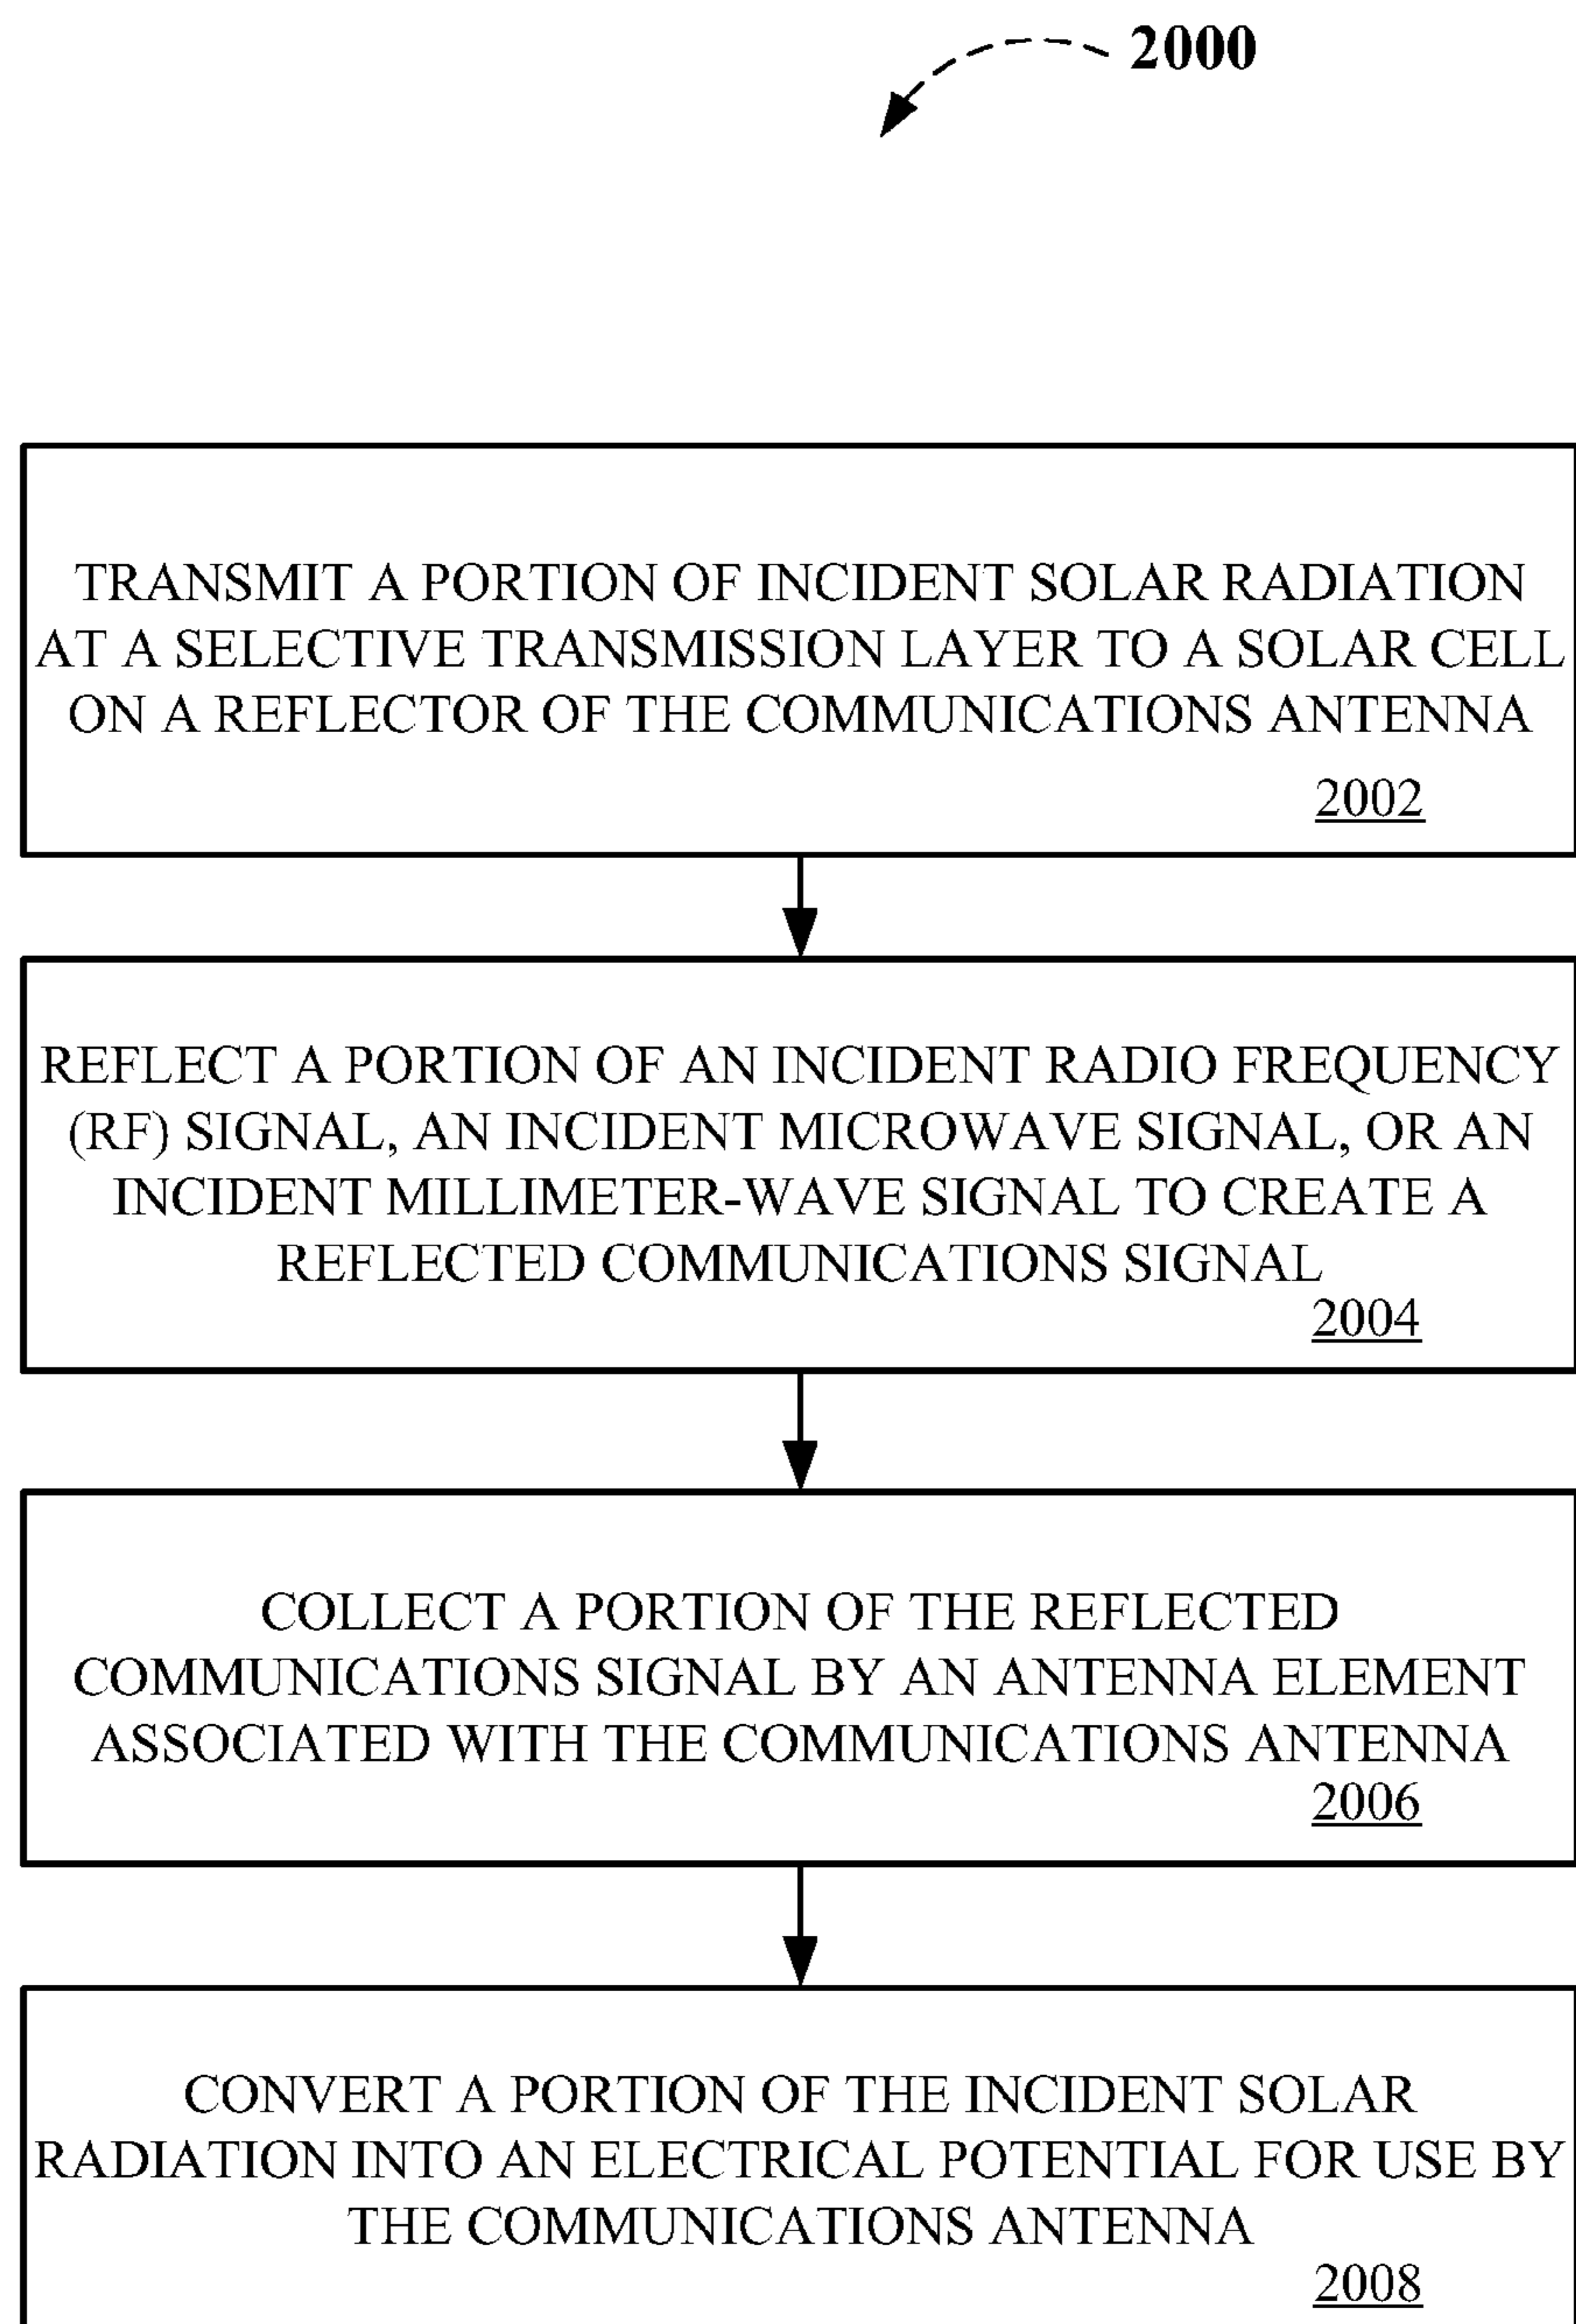 2000
TRANSMIT A PORTION OF INCIDENT SOLAR RADIATION
AT A SELECTIVE TRANSMISSION LAYER TO A SOLAR CELL
ON A REFLECTOR OF THE COMMUNICATIONS ANTENNA
2002
REFLECT A PORTION OF AN INCIDENT RADIO FREQUENCY
(RF) SIGNAL, AN INCIDENT MICROWAVE SIGNAL, OR AN
INCIDENT MILLIMETER-WAVE SIGNAL TO CREATE A
REFLECTED COMMUNICATIONS SIGNAL
2004
COLLECT A PORTION OF THE REFLECTED
COMMUNICATIONS SIGNAL BY AN ANTENNA ELEMENT
ASSOCIATED WITH THE COMMUNICATIONS ANTENNA
2006
CONVERT A PORTION OF THE INCIDENT SOLAR
RADIATION INTO AN ELECTRICAL POTENTIAL FOR USE BY
THE COMMUNICATIONS ANTENNA
2008